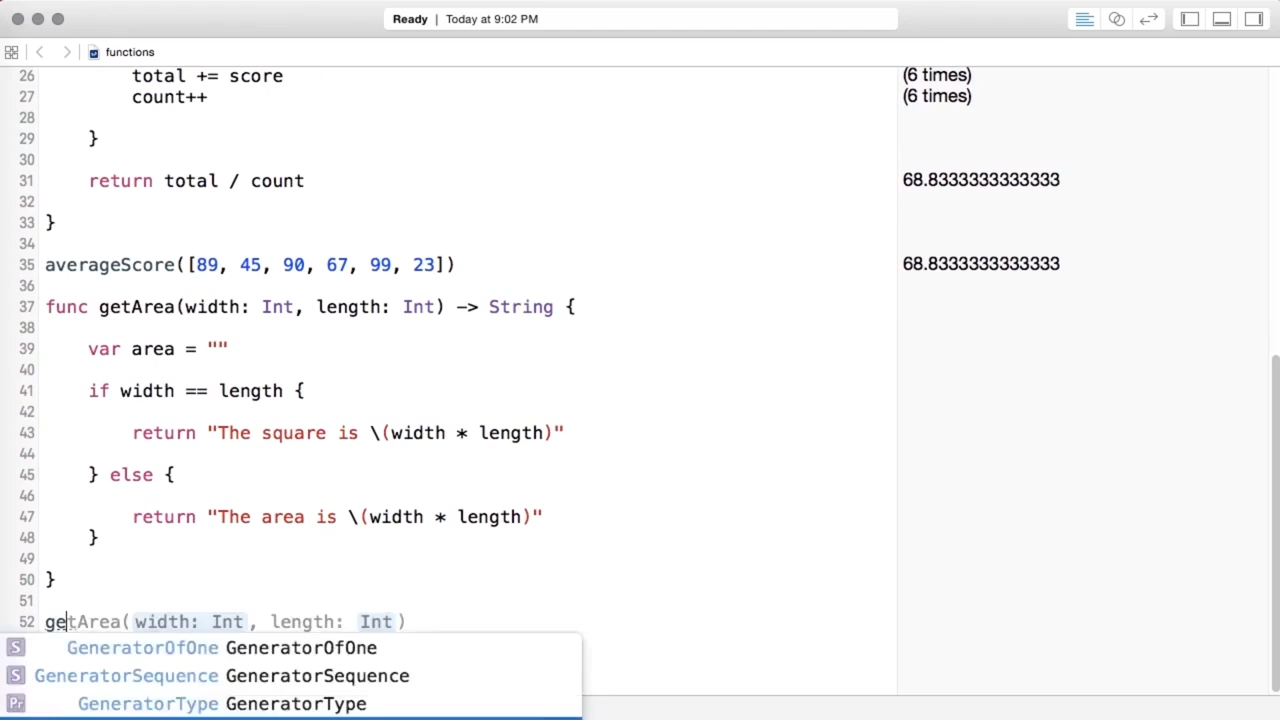 Ready | Today at 9:02 PM
functions
26 total += score (6 times)
27 count++ (6 times)
28
29 }
30
31 return total / count 68.8333333333333
32
33 }
34
35 averageScore([89, 45, 90, 67, 99, 23]) 68.8333333333333
36
37 func getArea(width: Int, length: Int) -> String {
38
39 var area = ""
40
41 if width == length {
42
43 return "The square is \(width * length)"
44
45 } else {
46
47 return "The area is \(width * length)"
48 }
49
50 }
51
52 getArea(width: Int, length: Int)
S GeneratorOfOne GeneratorOfOne
S GeneratorSequence GeneratorSequence
Pr GeneratorType GeneratorType